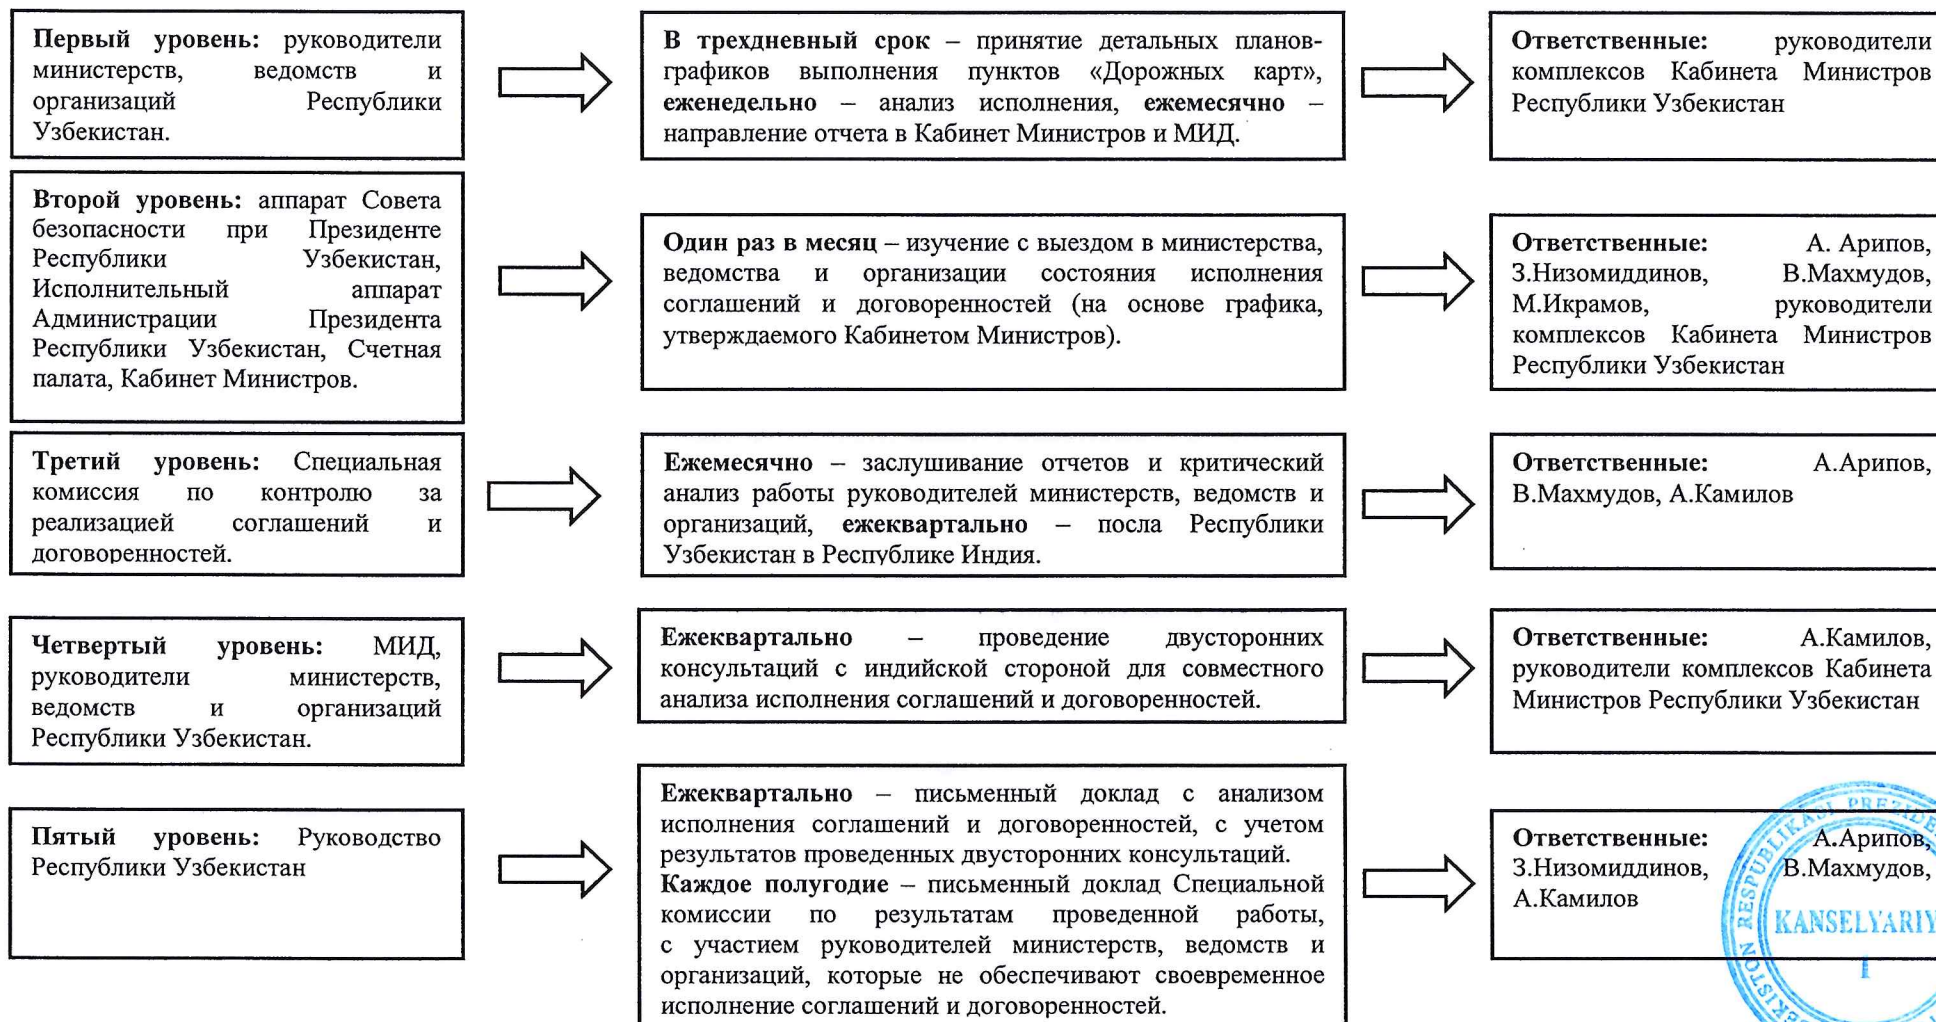 Первый уровень: руководители
министерств, ведомств и
организаций Республики
Узбекистан.
В трехдневный срок – принятие детальных планов-
графиков выполнения пунктов «Дорожных карт»,
еженедельно – анализ исполнения, ежемесячно –
направление отчета в Кабинет Министров и МИД.
Ответственные: руководители
комплексов Кабинета Министров
Республики Узбекистан
Второй уровень: аппарат Совета
безопасности при Президенте
Республики Узбекистан,
Исполнительный аппарат
Администрации Президента
Республики Узбекистан, Счетная
палата, Кабинет Министров.
Один раз в месяц – изучение с выездом в министерства,
ведомства и организации состояния исполнения
соглашений и договоренностей (на основе графика,
утверждаемого Кабинетом Министров).
Ответственные: А. Арипов,
З.Низомиддинов, В.Махмудов,
М.Икрамов, руководители
комплексов Кабинета Министров
Республики Узбекистан
Третий уровень: Специальная
комиссия по контролю за
реализацией соглашений и
договоренностей.
Ежемесячно – заслушивание отчетов и критический
анализ работы руководителей министерств, ведомств и
организаций, ежеквартально – посла Республики
Узбекистан в Республике Индия.
Ответственные: А.Арипов,
В.Махмудов, А.Камилов
Четвертый уровень: МИД,
руководители министерств,
ведомств и организаций
Республики Узбекистан.
Ежеквартально – проведение двусторонних
консультаций с индийской стороной для совместного
анализа исполнения соглашений и договоренностей.
Ответственные: А.Камилов,
руководители комплексов Кабинета
Министров Республики Узбекистан
Пятый уровень: Руководство
Республики Узбекистан
Ежеквартально – письменный доклад с анализом
исполнения соглашений и договоренностей, с учетом
результатов проведенных двусторонних консультаций.
Каждое полугодие – письменный доклад Специальной
комиссии по результатам проведенной работы,
с участием руководителей министерств, ведомств и
организаций, которые не обеспечивают своевременное
исполнение соглашений и договоренностей.
Ответственные: А.Арипов,
З.Низомиддинов, В.Махмудов,
А.Камилов
KANSELYARIY
1